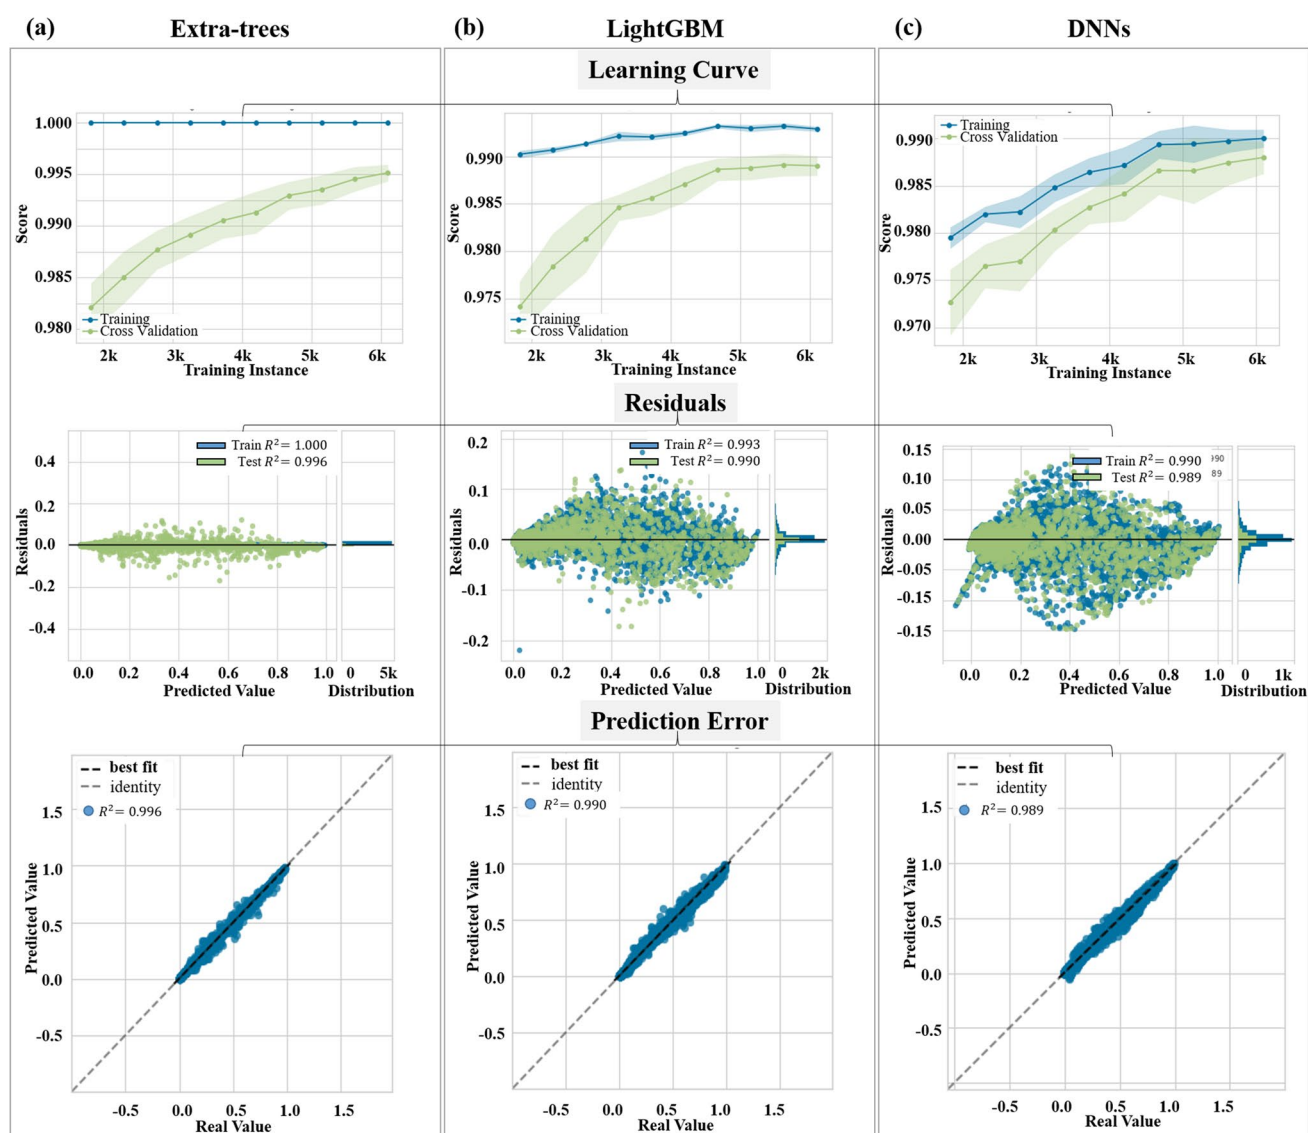 (a) Extra-trees (b) LightGBM (c) DNNs
Learning Curve
1.000
0.995
0.990
0.985
0.980
Score
Training
Cross Validation
2k 3k 4k 5k 6k
Training Instance
0.990
0.985
0.980
0.975
Score
Training
Cross Validation
2k 3k 4k 5k 6k
Training Instance
0.990
0.985
0.980
0.975
0.970
Score
Training
Cross Validation
2k 3k 4k 5k 6k
Training Instance
Residuals
Train R² = 1.000
Test R² = 0.996
0.4
0.2
0.0
-0.2
-0.4
Residuals
0.0 0.2 0.4 0.6 0.8 1.0 0 5k
Predicted Value Distribution
Train R² = 0.993
Test R² = 0.990
0.2
0.1
0.0
-0.1
-0.2
Residuals
0.0 0.2 0.4 0.6 0.8 1.0 0 2k
Predicted Value Distribution
Train R² = 0.990
Test R² = 0.989
90
89
0.15
0.10
0.05
0.00
-0.05
-0.15
-0.15
Residuals
0.0 0.2 0.4 0.6 0.8 1.0 0 1k
Predicted Value Distribution
Prediction Error
best fit
identity
R² = 0.996
1.5
1.0
0.5
0.0
-0.5
Predicted Value
-0.5 0.0 0.5 1.0 1.5
Real Value
best fit
identity
R² = 0.990
1.5
1.0
0.5
0.0
-0.5
Predicted Value
-0.5 0.0 0.5 1.0 1.5
Real Value
best fit
identity
R² = 0.989
1.5
1.0
0.5
0.0
-0.5
Predicted Value
-0.5 0.0 0.5 1.0 1.5
Real Value